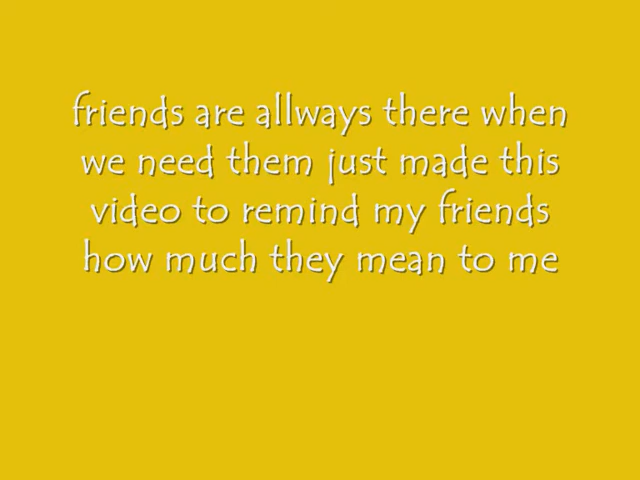 friends are allways there when
we need them just made this
video to remind my friends
how much they mean to me